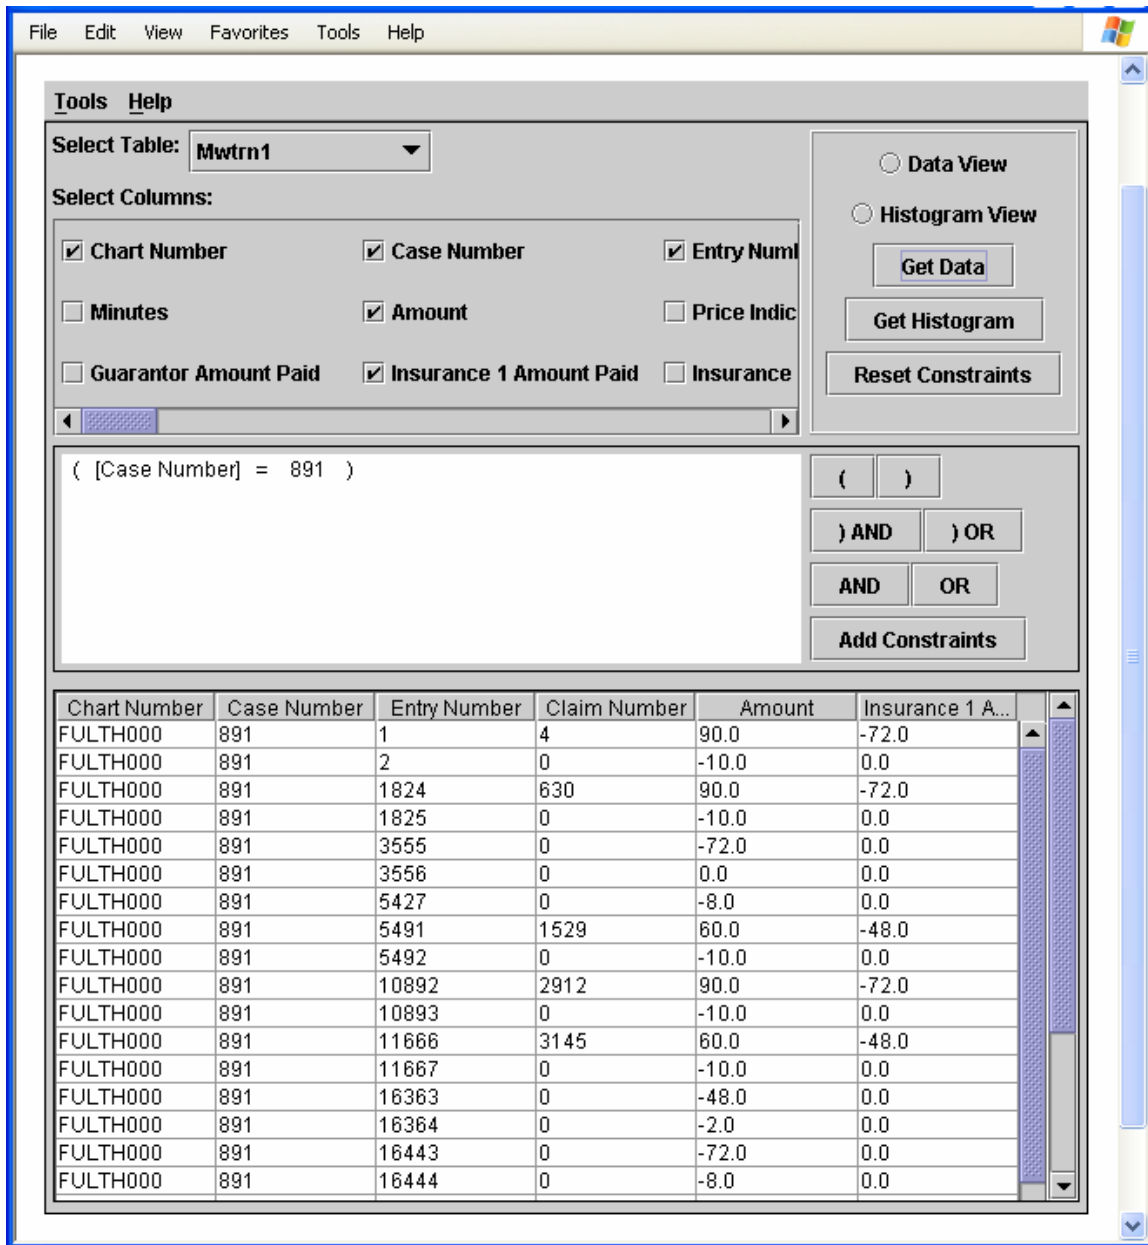 File Edit View Favorites Tools Help
Tools Help
Select Table: Mwtrn1
Data View
Select Columns:
Histogram View
Chart Number Case Number Entry Numl
Get Data
Minutes Amount Price Indic
Get Histogram
Guarantor Amount Paid Insurance 1 Amount Paid Insurance
Reset Constraints
( [Case Number] = 891 )
( )
) AND ) OR
AND OR
Add Constraints
Chart Number Case Number Entry Number Claim Number Amount Insurance 1 A...
FULTH000 891 1 4 90.0 -72.0
FULTH000 891 2 0 -10.0 0.0
FULTH000 891 1824 630 90.0 -72.0
FULTH000 891 1825 0 -10.0 0.0
FULTH000 891 3555 0 -72.0 0.0
FULTH000 891 3556 0 0.0 0.0
FULTH000 891 5427 0 -8.0 0.0
FULTH000 891 5491 1529 60.0 -48.0
FULTH000 891 5492 0 -10.0 0.0
FULTH000 891 10892 2912 90.0 -72.0
FULTH000 891 10893 0 -10.0 0.0
FULTH000 891 11666 3145 60.0 -48.0
FULTH000 891 11667 0 -10.0 0.0
FULTH000 891 16363 0 -48.0 0.0
FULTH000 891 16364 0 -2.0 0.0
FULTH000 891 16443 0 -72.0 0.0
FULTH000 891 16444 0 -8.0 0.0